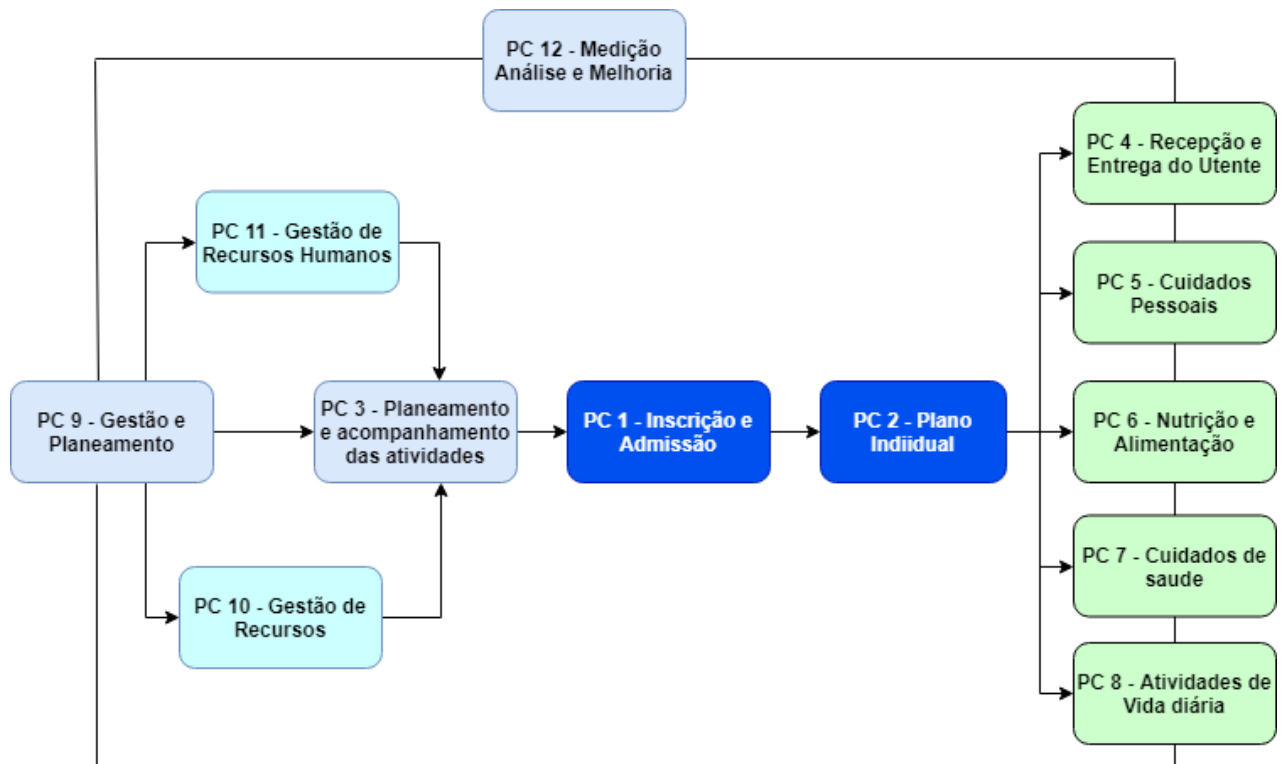 PC 12 - Medição
Análise e Melhoria
PC 4 - Recepção e
Entrega do Utente
PC 11 - Gestão de
Recursos Humanos
PC 5 - Cuidados
Pessoais
PC 9 - Gestão e
Planeamento
PC 3 - Planeamento
e acompanhamento
das atividades
PC 1 - Inscrição e
Admissão
PC 2 - Plano
Indiidual
PC 6 - Nutrição e
Alimentação
PC 7 - Cuidados de
saude
PC 10 - Gestão de
Recursos
PC 8 - Atividades de
Vida diária